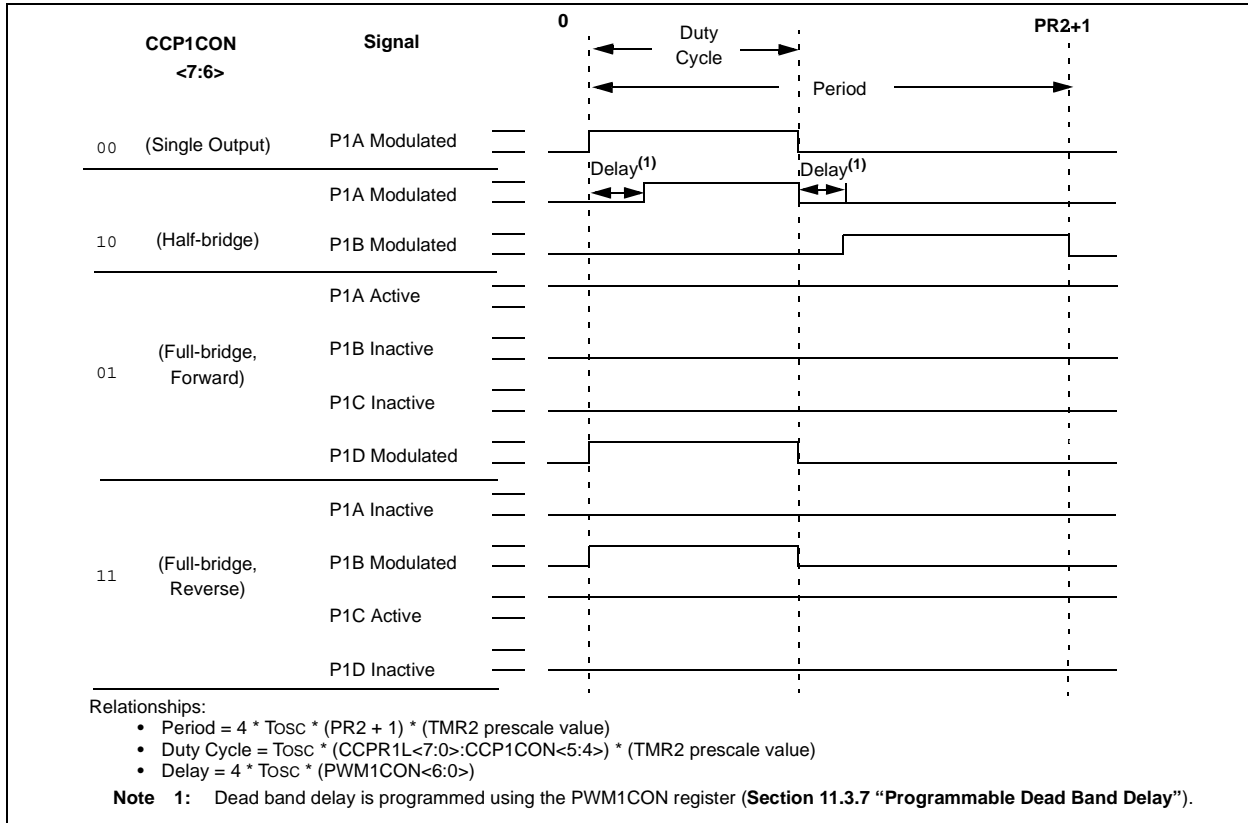 CCP1CON
<7:6>
Signal
0
PR2+1
Duty
Cycle
Period
00 (Single Output) P1A Modulated
Delay(1) Delay(1)
P1A Modulated
10 (Half-bridge) P1B Modulated
P1A Active
P1B Inactive
01 (Full-bridge,
Forward)
P1C Inactive
P1D Modulated
P1A Inactive
P1B Modulated
11 (Full-bridge,
Reverse)
P1C Active
P1D Inactive
Relationships:
• Period = 4 * TOSC * (PR2 + 1) * (TMR2 prescale value)
• Duty Cycle = TOSC * (CCPR1L<7:0>:CCP1CON<5:4>) * (TMR2 prescale value)
• Delay = 4 * TOSC * (PWM1CON<6:0>)
Note 1: Dead band delay is programmed using the PWM1CON register (Section 11.3.7 “Programmable Dead Band Delay”).